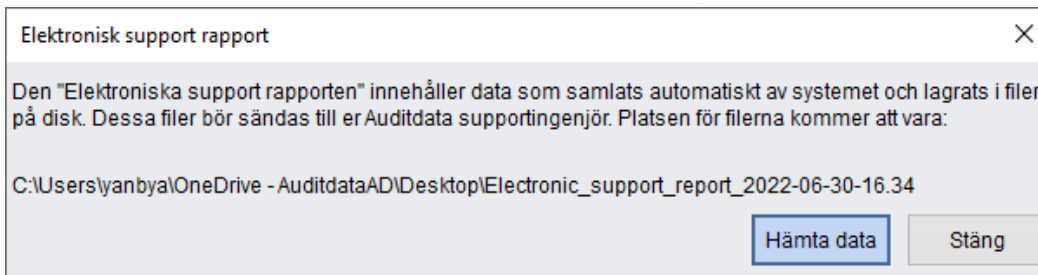 Elektronisk support rapport
Den "Elektroniska support rapporten" innehåller data som samlats automatiskt av systemet och lagrats i filer
på disk. Dessa filer bör sändas till er Auditdata supportingenjör. Platsen för filerna kommer att vara:
C:\Users\yanbya\OneDrive - AuditdataAD\Desktop\Electronic_support_report_2022-06-30-16.34
Hämta data Stäng